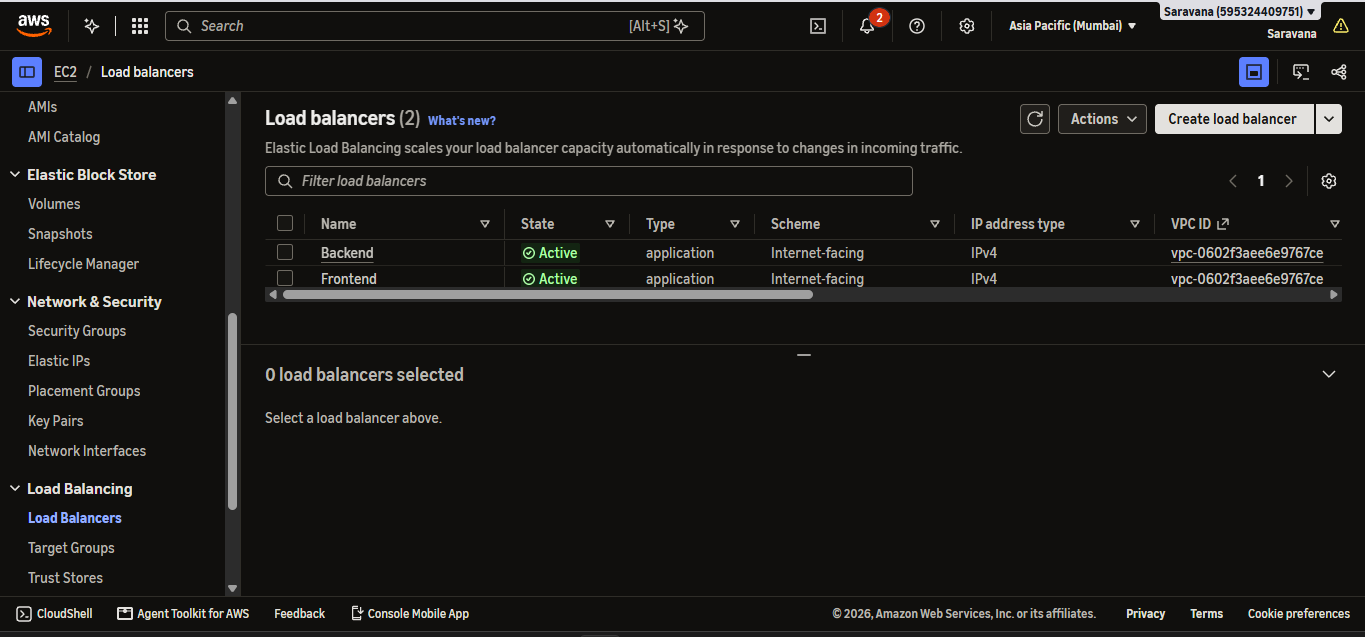 aws
Search [Alt+S]
2
Asia Pacific (Mumbai)
Saravana (595324409751)
Saravana
EC2 / Load balancers
AMIs
AMI Catalog
Elastic Block Store
Volumes
Snapshots
Lifecycle Manager
Network & Security
Security Groups
Elastic IPs
Placement Groups
Key Pairs
Network Interfaces
Load Balancing
Load Balancers
Target Groups
Trust Stores
Load balancers (2) What's new?
Actions
Create load balancer
Elastic Load Balancing scales your load balancer capacity automatically in response to changes in incoming traffic.
Filter load balancers
1
Name State Type Scheme IP address type VPC ID
Backend Active application Internet-facing IPv4 vpc-0602f3aee6e9767ce
Frontend Active application Internet-facing IPv4 vpc-0602f3aee6e9767ce
0 load balancers selected
Select a load balancer above.
CloudShell Agent Toolkit for AWS Feedback Console Mobile App © 2026, Amazon Web Services, Inc. or its affiliates. Privacy Terms Cookie preferences